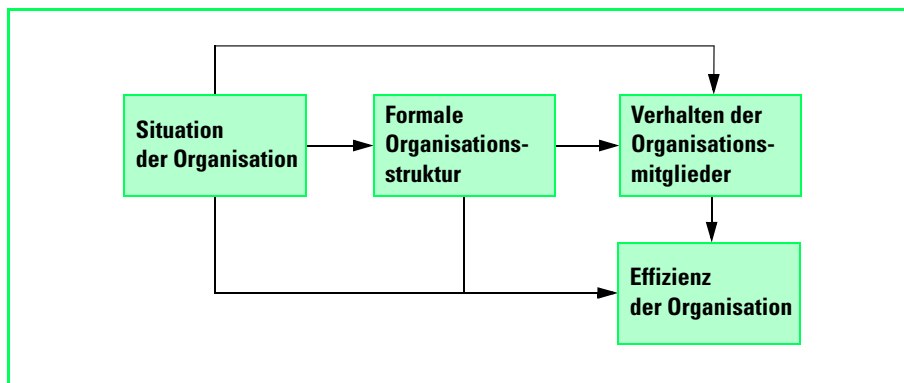 Situation
der Organisation
Formale
Organisations-
struktur
Verhalten der
Organisations-
mitglieder
Effizienz
der Organisation